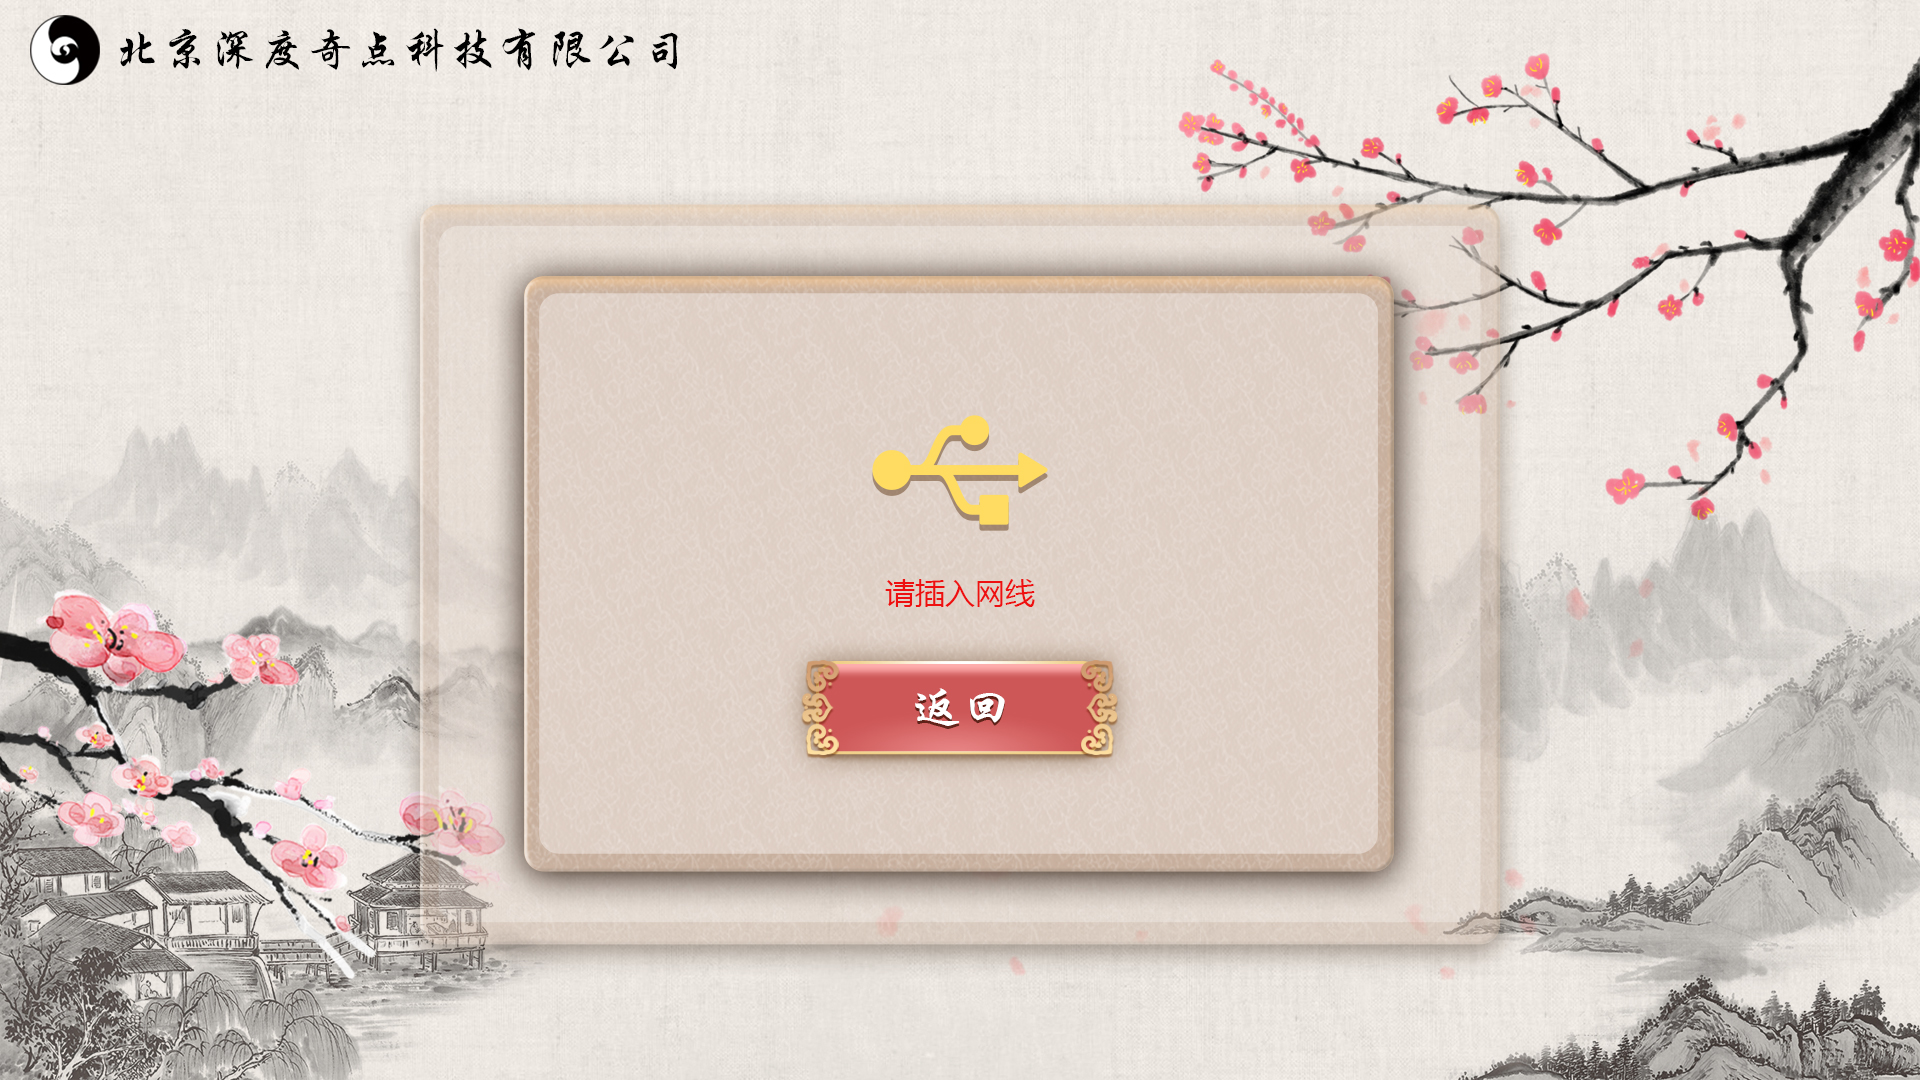 北京深度奇点科技有限公司
请插入网线
返回